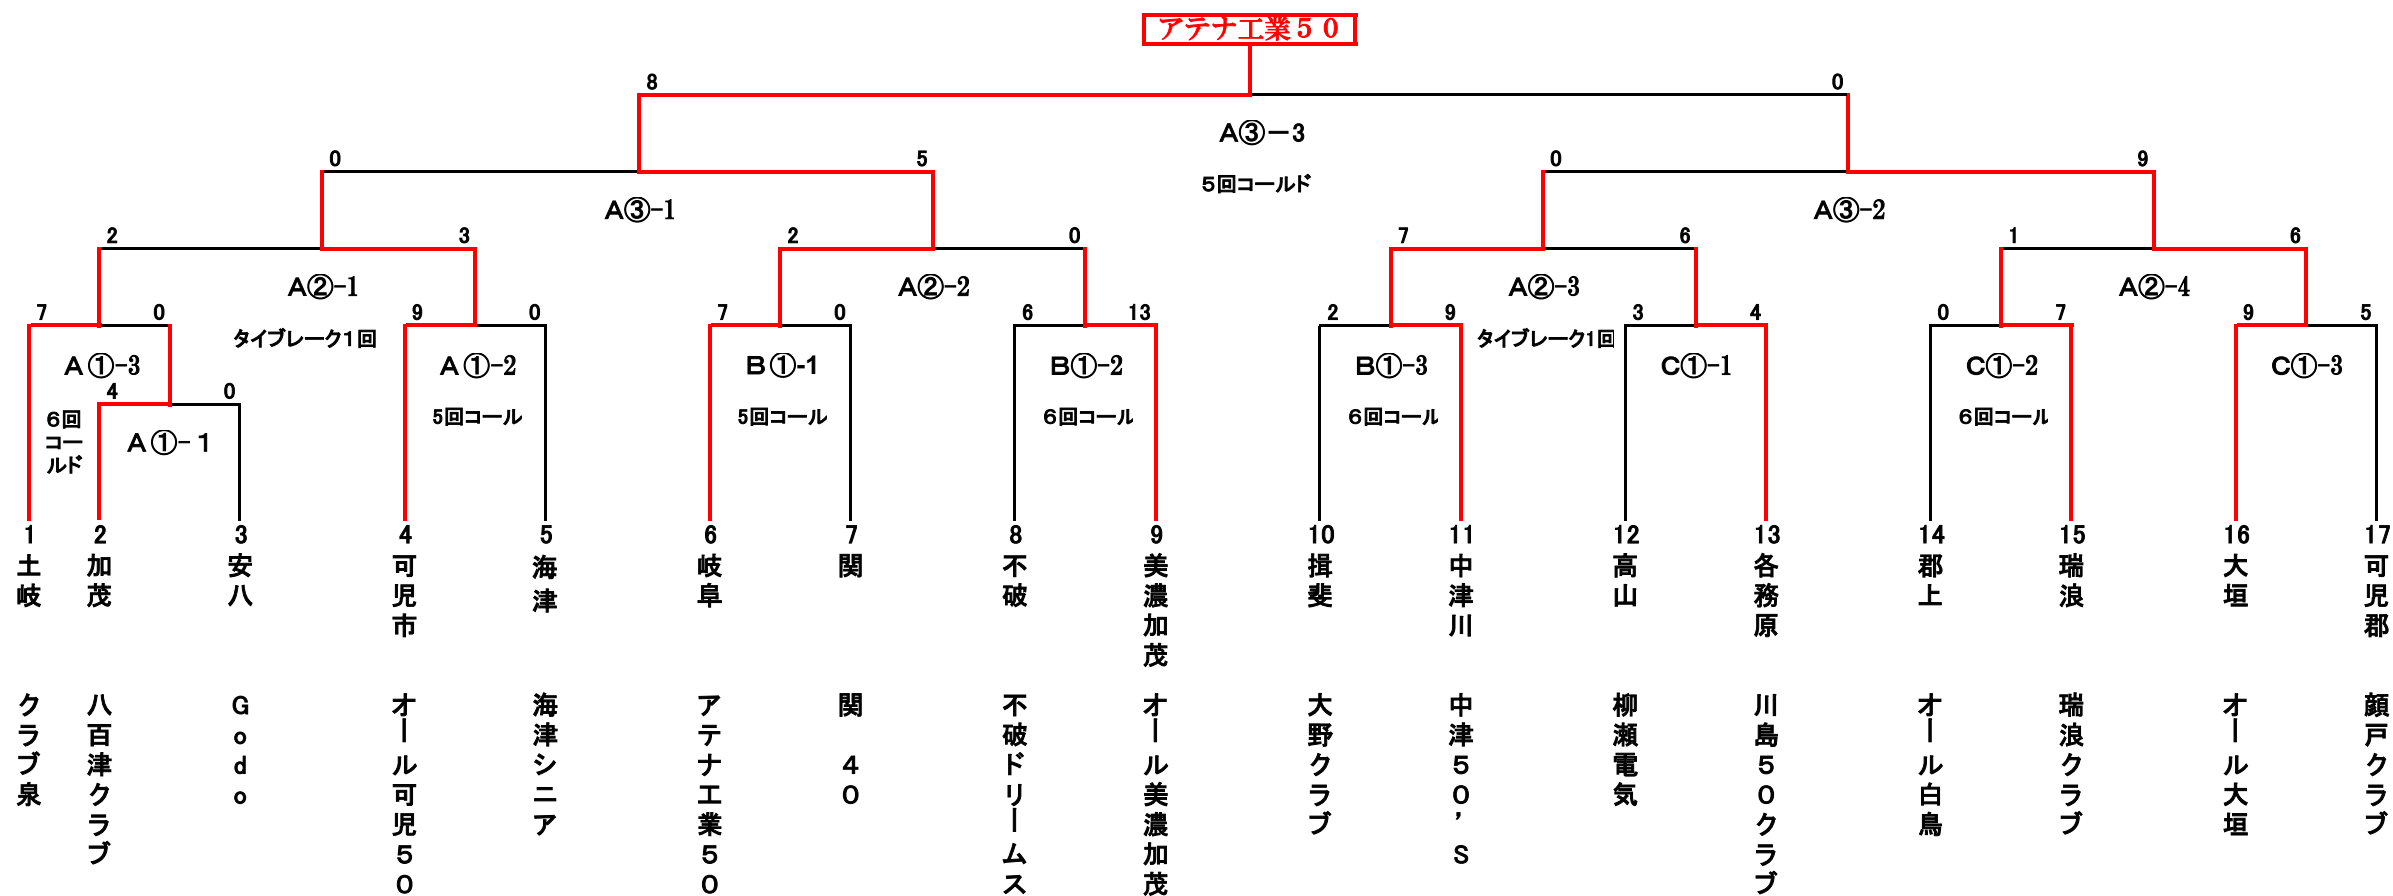 アテナ工業５０
8 0
A③ー3
５回コールド
0 5 0 9
A③-1 A③-2
2 3 2 0 7 6 1 6
A②-1 A②-2 A②-3 A②-4
タイブレーク1回 タイブレーク1回
7 0 9 0 7 0 6 13 2 9 3 4 0 7 9 5
A①-3 A①-2 B①-1 B①-2 B①-3 C①-1 C①-2 C①-3
4 0
６回
コー
ルド
A①-1
5回コール 5回コール 6回コール 6回コール 6回コール
1 2 3 4 5 6 7 8 9 10 11 12 13 14 15 16 17
土岐
加茂
安八
可児市
海津
岐阜
関
不破
美濃加茂
揖斐
中津川
高山
各務原
郡上
瑞浪
大垣
可児郡
クラブ泉
八百津クラブ
Ｇｏｄｏ
オール可児５０
海津シニア
アテナ工業５０
関　４０
不破ドリームス
オール美濃加茂
大野クラブ
中津５０’Ｓ
柳瀬電気
川島５０クラブ
オール白鳥
瑞浪クラブ
オール大垣
顔戸クラブ